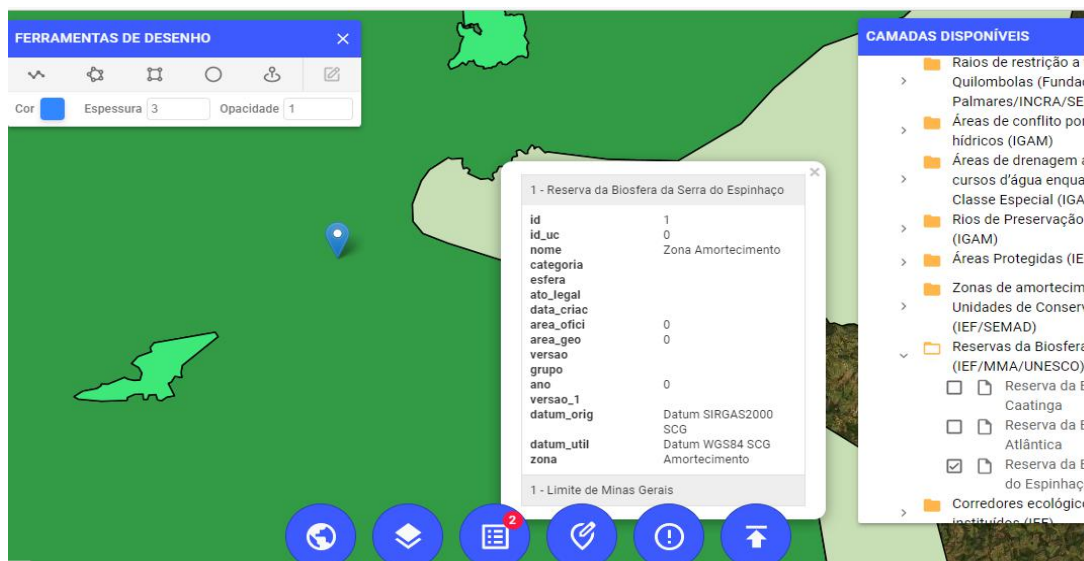 FERRAMENTAS DE DESENHO
Cor
Espessura 3
Opacidade 1
1 - Reserva da Biosfera da Serra do Espinhaço
id 1
id_uc 0
nome Zona Amortecimento
categoria
esfera
ato_legal
data_criac
area_ofici 0
area_geo 0
versao
grupo
ano 0
versao_1
datum_orig Datum SIRGAS2000
SCG
datum_util Datum WGS84 SCG
zona Amortecimento
1 - Limite de Minas Gerais
2
CAMADAS DISPONÍVEIS
Raios de restrição a
Quilombolas (Funda
Palmares/INCRA/SE
Áreas de conflito por
hídricos (IGAM)
Áreas de drenagem a
cursos d'água enqua
Classe Especial (IGA
Rios de Preservação
(IGAM)
Áreas Protegidas (IE
Zonas de amortecim
Unidades de Conserv
(IEF/SEMAD)
Reservas da Biosfera
(IEF/MMA/UNESCO)
Reserva da B
Caatinga
Reserva da B
Atlântica
Reserva da B
do Espinhaç
Corredores ecológic
instituídos (IEF)